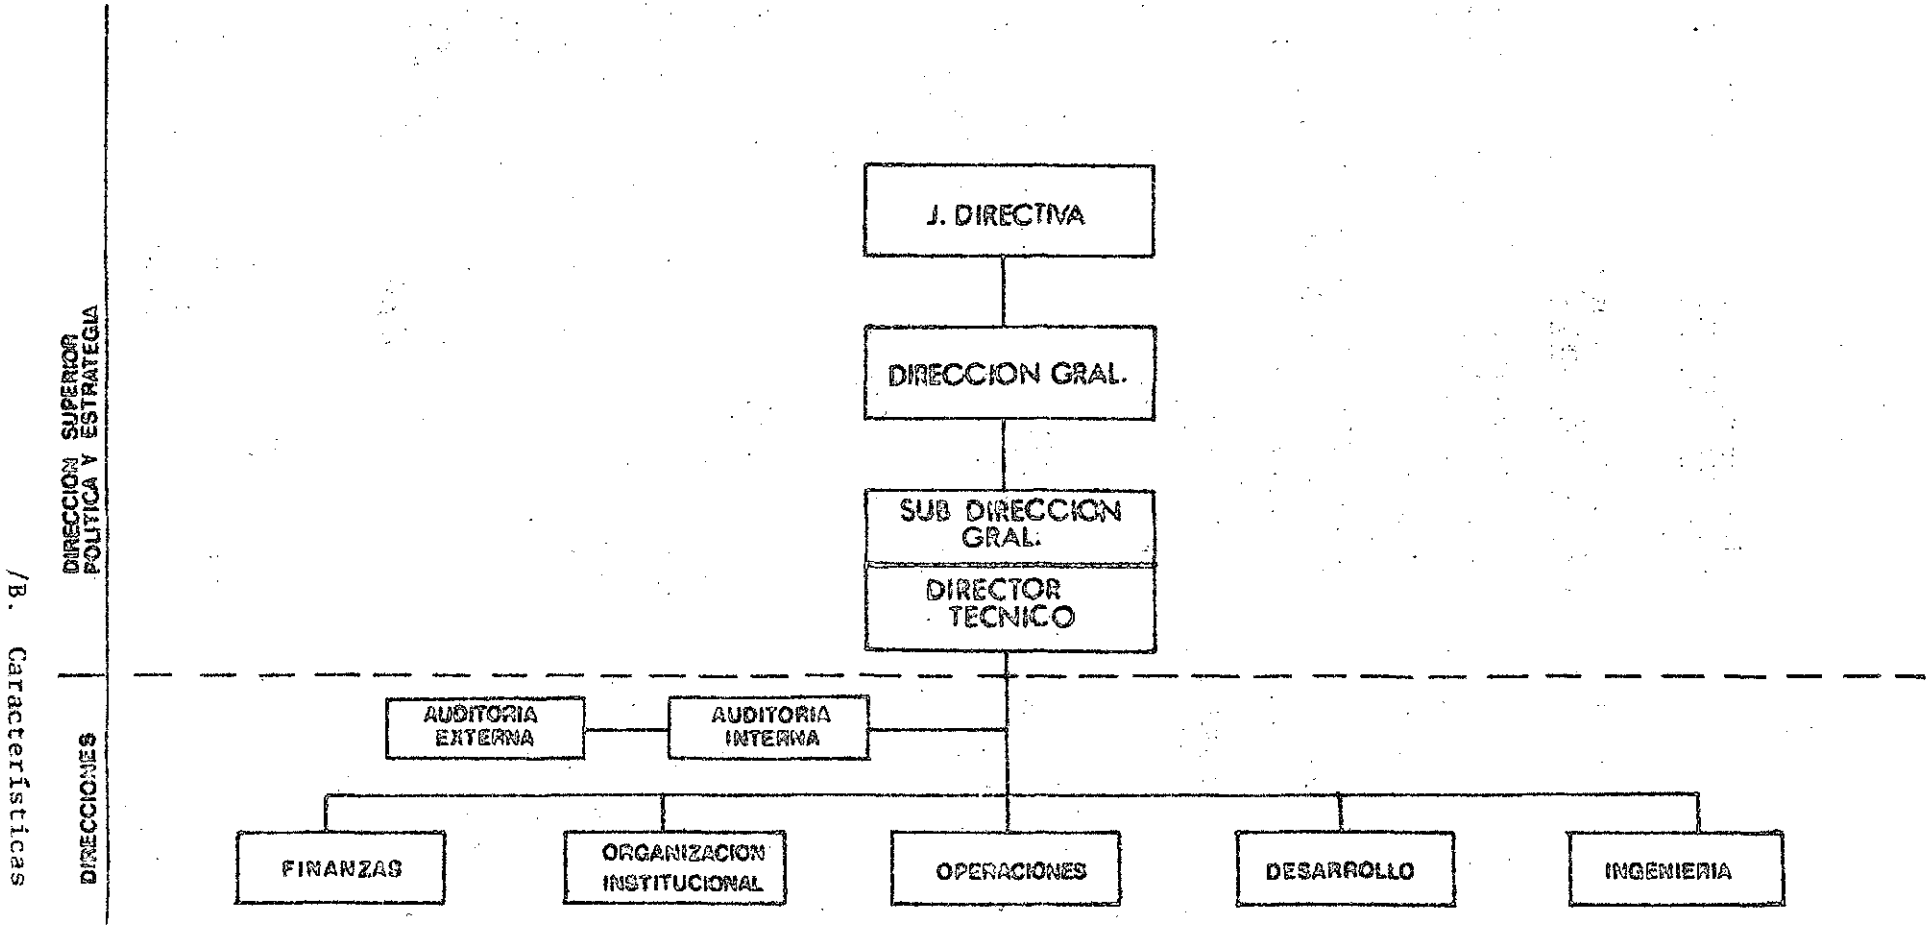 J. DIRECTIVA
DIRECCION GRAL.
SUB DIRECCION
GRAL.
DIRECTOR
TECNICO
DIRECCION SUPERIOR
POLITICA Y ESTRATEGIA
AUDITORIA
EXTERNA
AUDITORIA
INTERNA
DIRECCIONES
FINANZAS
ORGANIZACION
INSTITUCIONAL
OPERACIONES
DESARROLLO
INGENIERIA
/B. Características